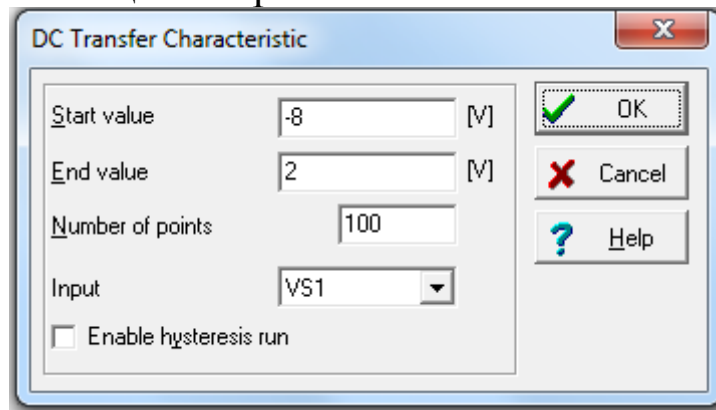 DC Transfer Characteristic
Start value -8 [V] OK
End value 2 [V] Cancel
Number of points 100 Help
Input VS1
Enable hysteresis run